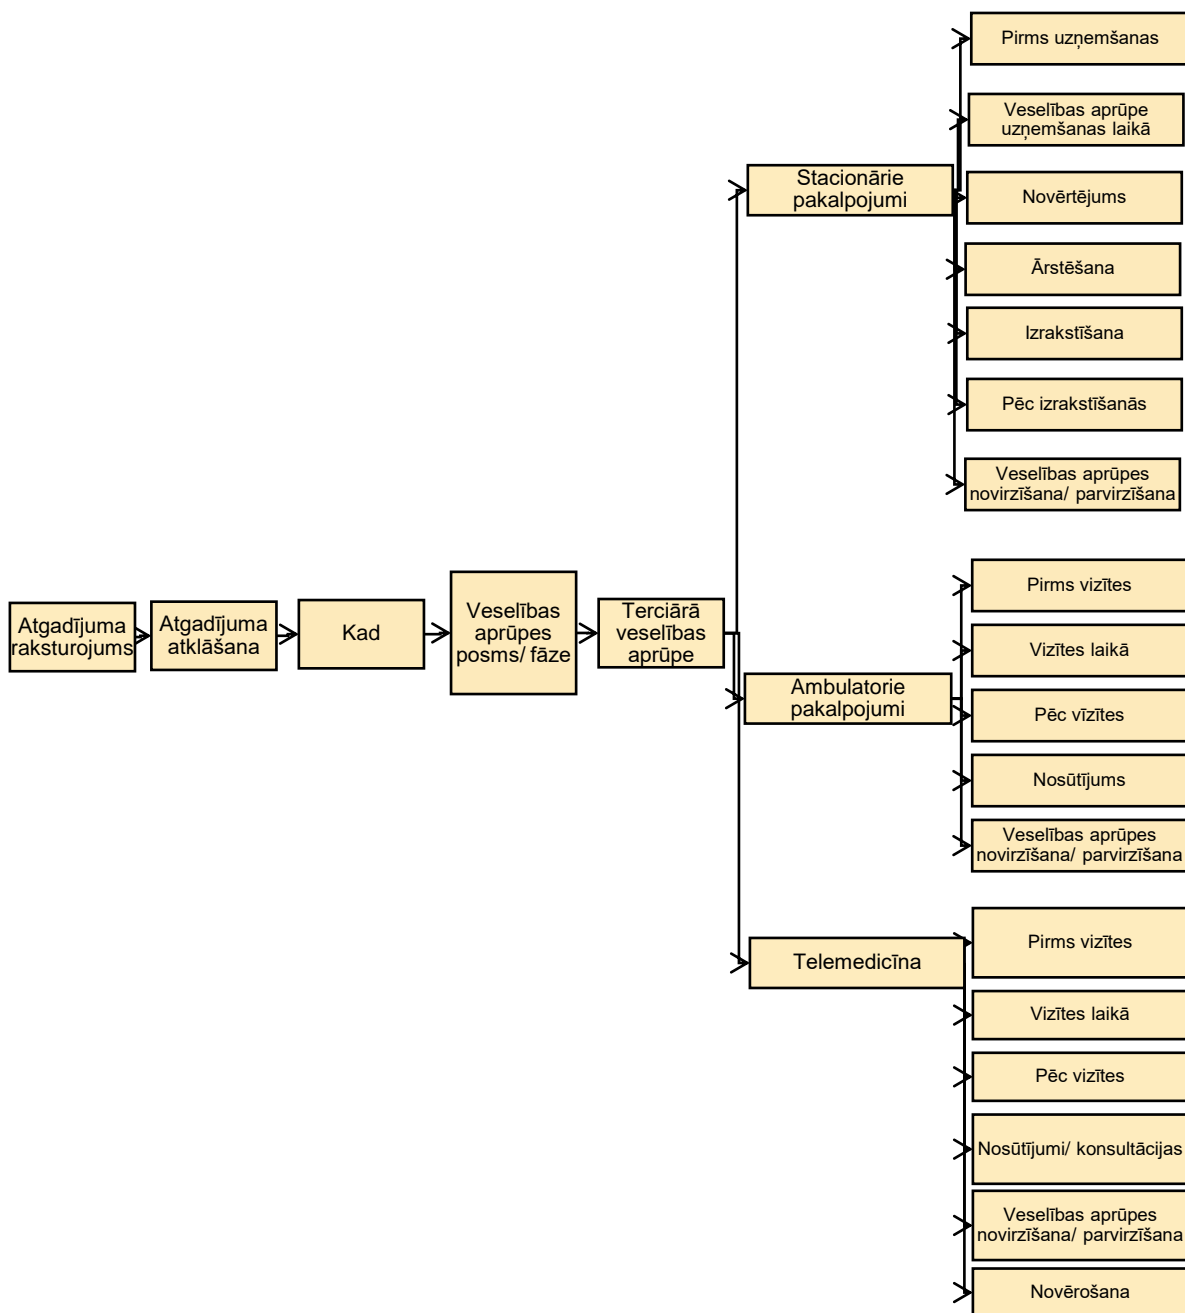 Pirms uzņemšanas
Veselības aprūpe
uzņemšanas laikā
Stacionārie
pakalpojumi
Novērtējums
Ārstēšana
Izrakstīšana
Pēc izrakstīšanās
Veselības aprūpes
novirzīšana/ parvirzīšana
Atgadījuma
raksturojums
Atgadījuma
atklāšana
Kad
Veselības
aprūpes
posms/ fāze
Terciārā
veselības
aprūpe
Ambulatorie
pakalpojumi
Pirms vizītes
Vizītes laikā
Pēc vīzītes
Nosūtījums
Veselības aprūpes
novirzīšana/ parvirzīšana
Telemedicīna
Pirms vizītes
Vizītes laikā
Pēc vizītes
Nosūtījumi/ konsultācijas
Veselības aprūpes
novirzīšana/ parvirzīšana
Novērošana